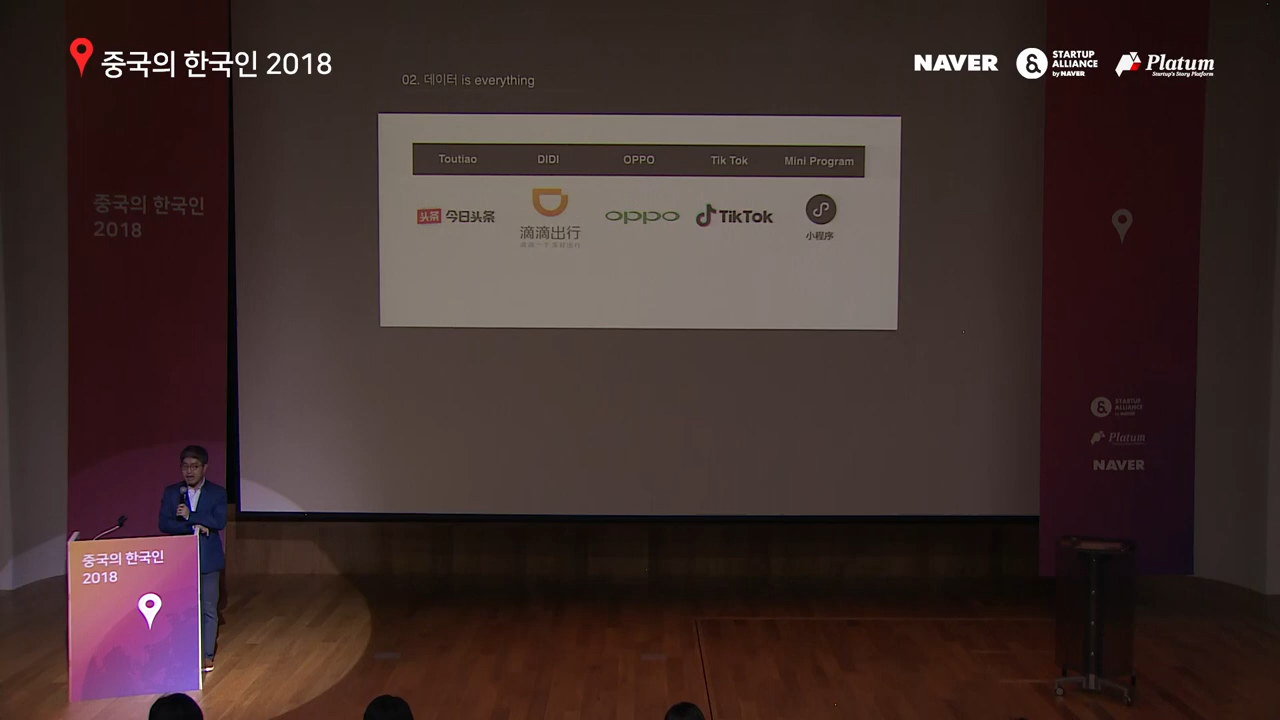 중국의 한국인 2018
NAVER
&
STARTUP
ALLIANCE
by NAVER
Platum
Startup's Story Platform
02. 데이터 is everything
Toutiao
DIDI
OPPO
Tik Tok
Mini Program
头条 今日头条
滴滴出行
oppo
TikTok
小程序
중국의 한국인
2018
&
STARTUP
ALLIANCE
Platum
NAVER
중국의 한국인
2018